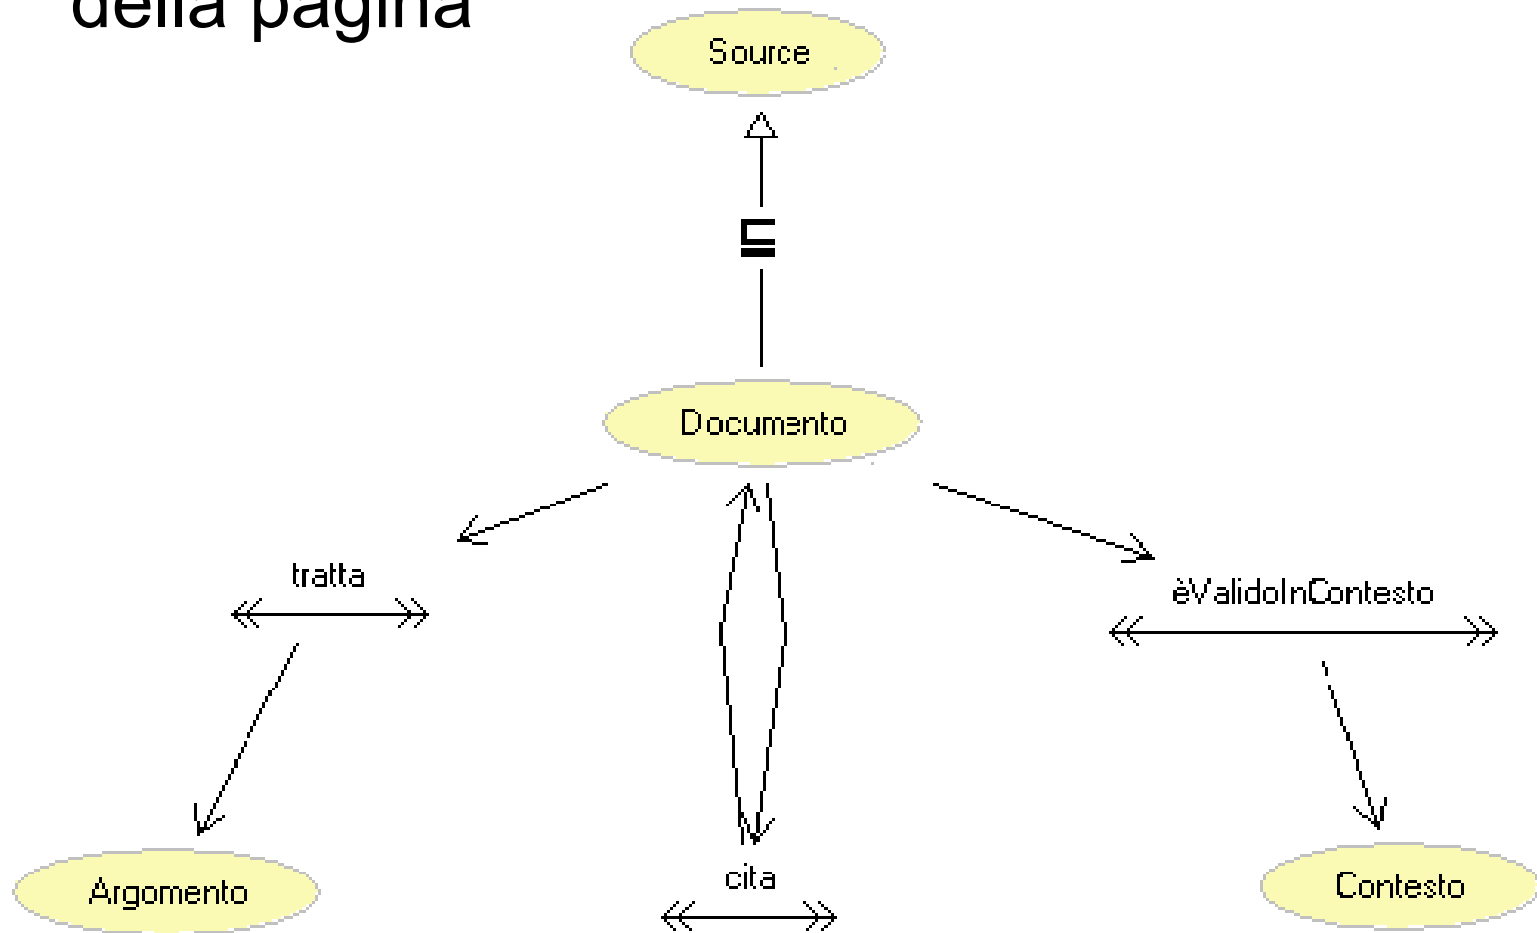 della pagina
Source
⊑
Documento
tratta
èValidoInContesto
cita
Argomento
Contesto